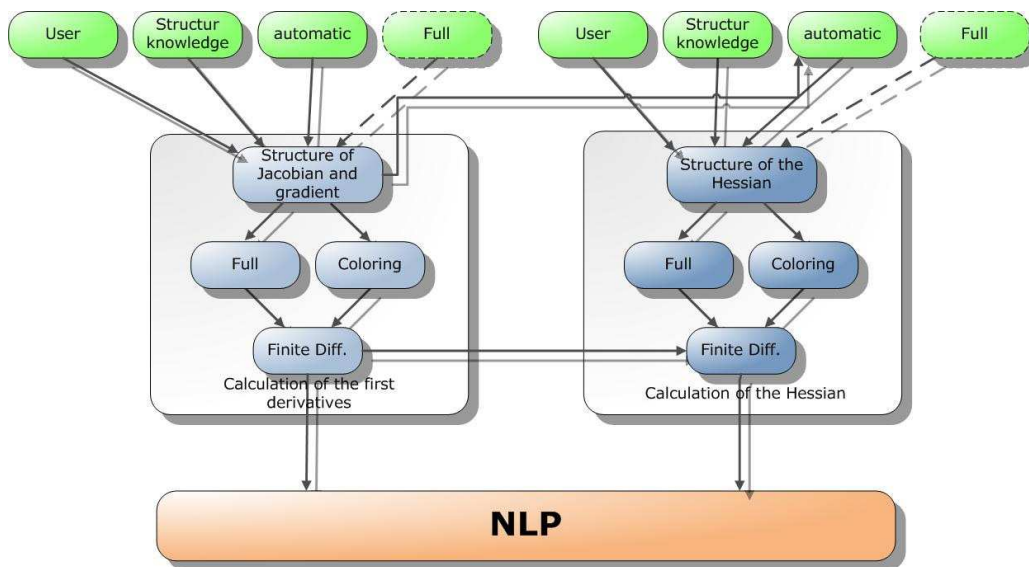 User
Structur
knowledge
automatic
Full
User
Structur
knowledge
automatic
Full
Structure of
Jacobian and
gradient
Structure of the
Hessian
Full
Coloring
Full
Coloring
Finite Diff.
Finite Diff.
Calculation of the first
derivatives
Calculation of the Hessian
NLP